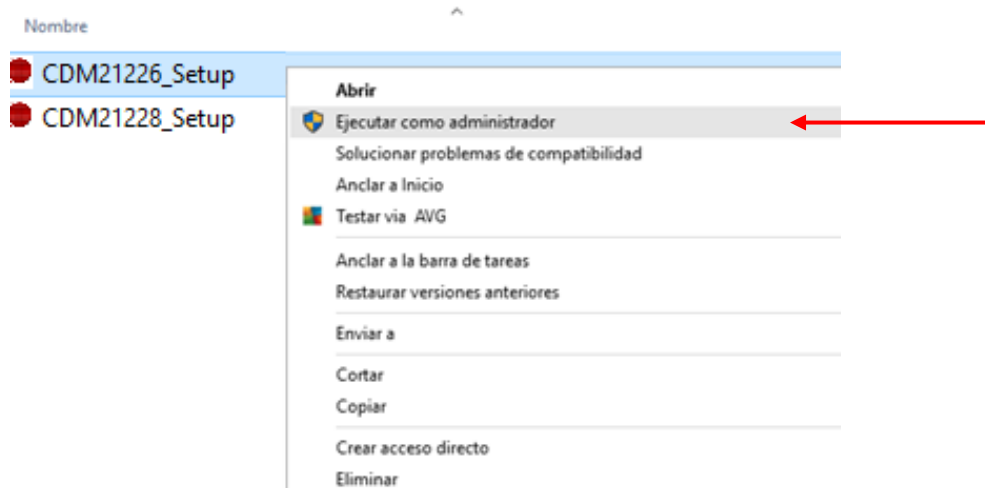 Nombre
CDM21226_Setup
CDM21228_Setup
Abrir
Ejecutar como administrador
Solucionar problemas de compatibilidad
Anclar a Inicio
Testar via AVG
Anclar a la barra de tareas
Restaurar versiones anteriores
Enviar a
Cortar
Copiar
Crear acceso directo
Eliminar